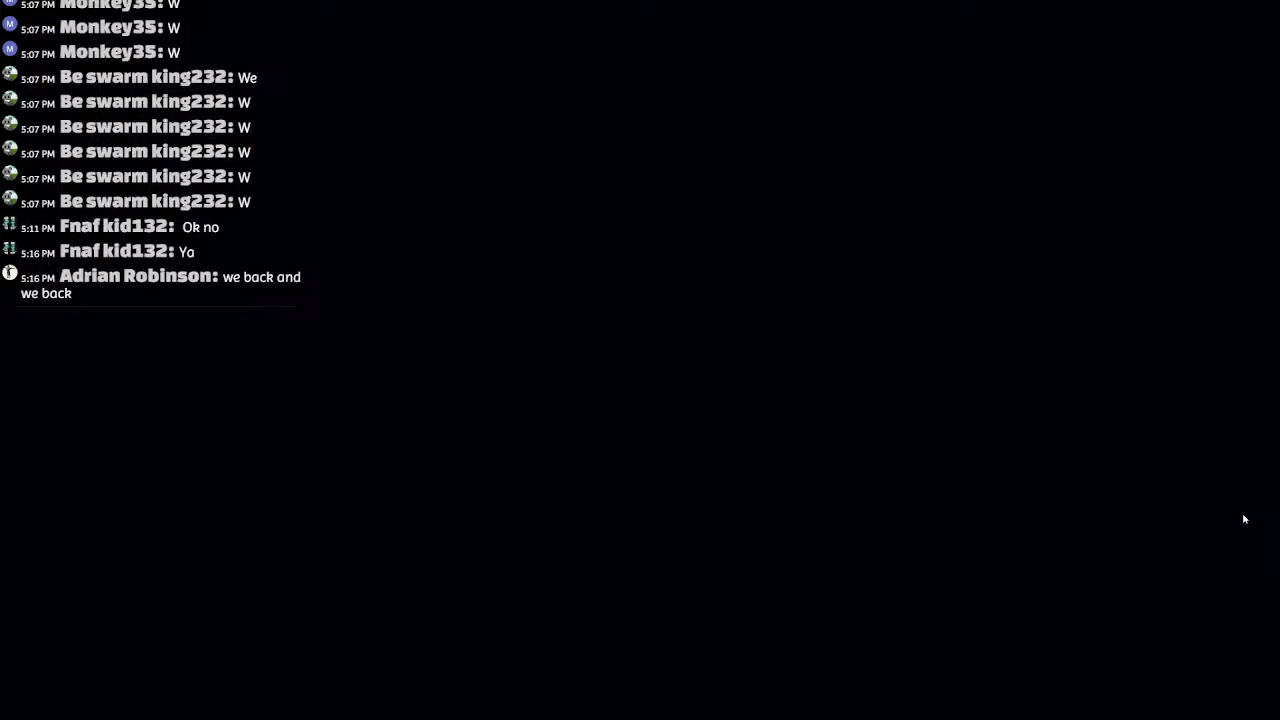 5:07 PM Monkey35: W
5:07 PM Monkey35: W
5:07 PM Monkey35: W
5:07 PM Be swarm king232: We
5:07 PM Be swarm king232: W
5:07 PM Be swarm king232: W
5:07 PM Be swarm king232: W
5:07 PM Be swarm king232: W
5:07 PM Be swarm king232: W
5:11 PM Fnaf kid132: Ok no
5:16 PM Fnaf kid132: Ya
5:16 PM Adrian Robinson: we back and
we back